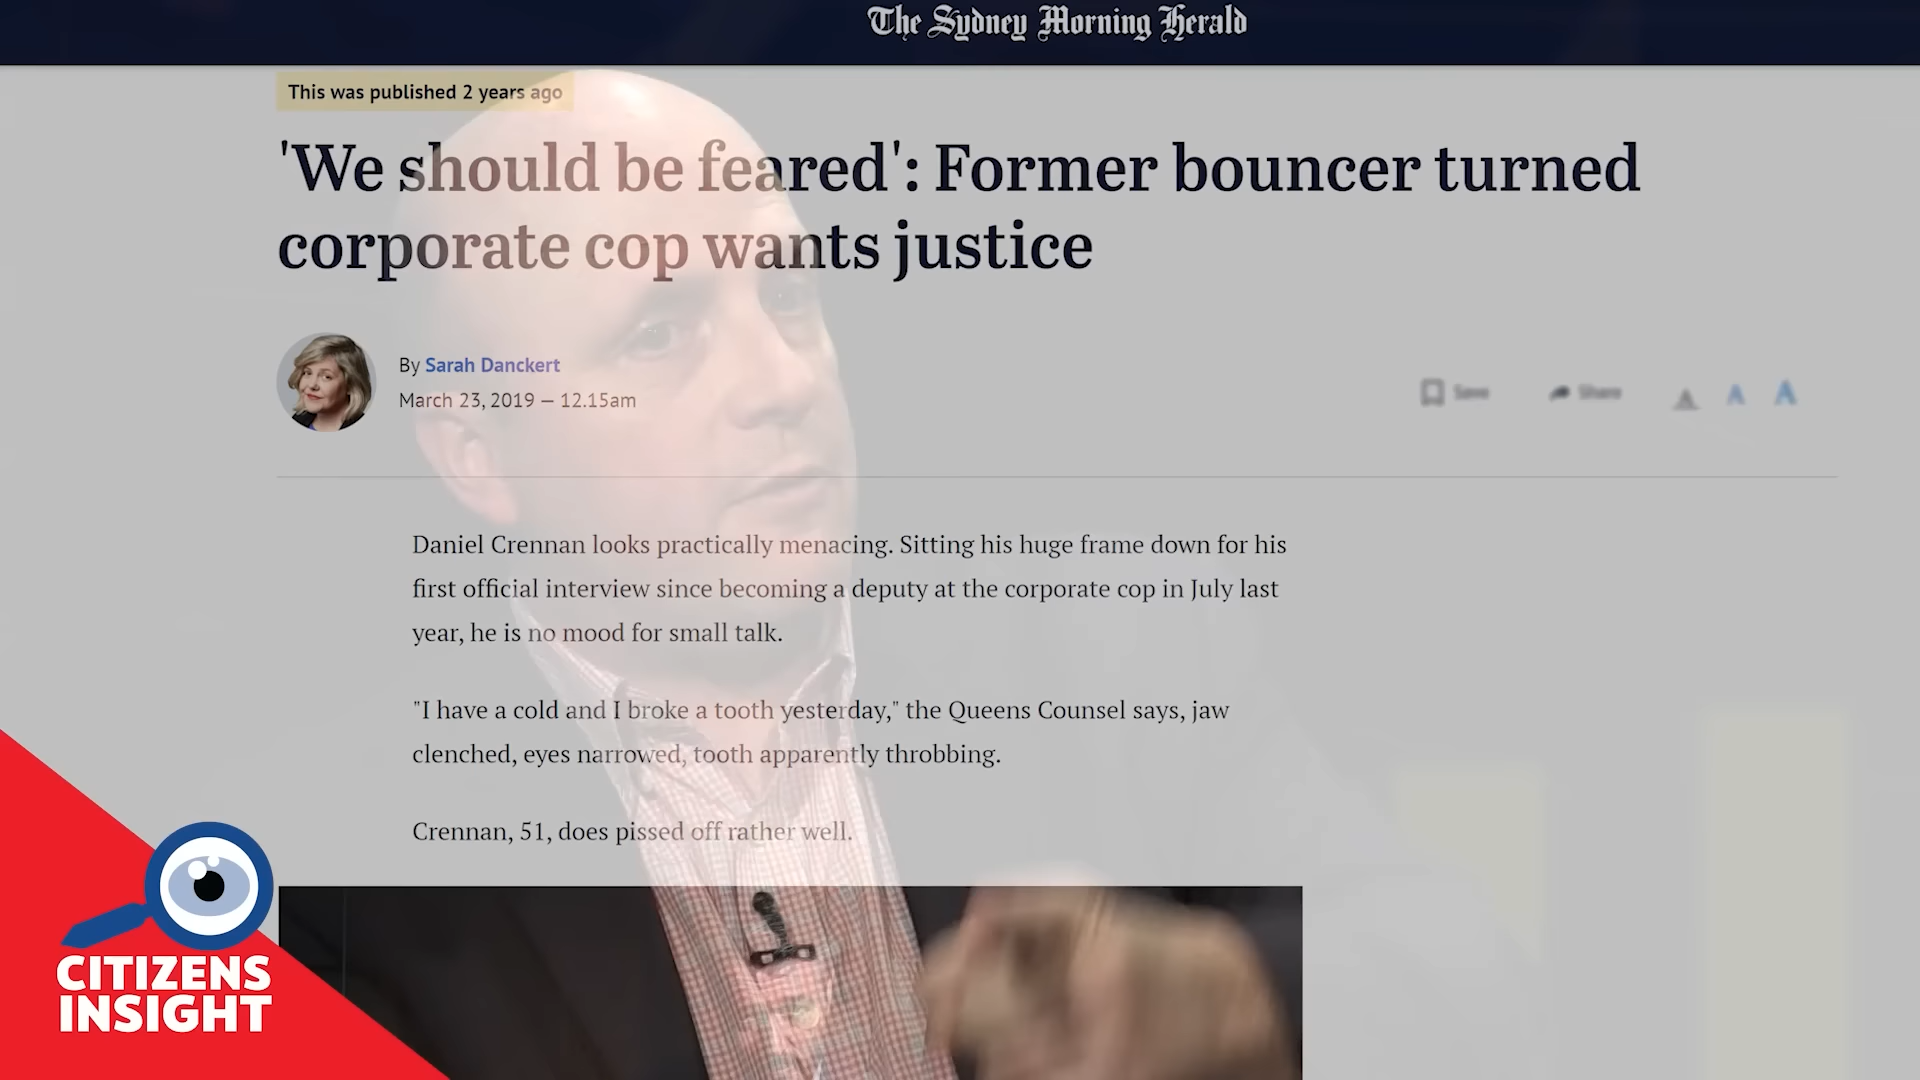 The Sydney Morning Herald
This was published 2 years ago
'We should be feared': Former bouncer turned
corporate cop wants justice
By Sarah Danckert
March 23, 2019 — 12.15am
Save
Share
A
A
A
Daniel Crennan looks practically menacing. Sitting his huge frame down for his
first official interview since becoming a deputy at the corporate cop in July last
year, he is no mood for small talk.
"I have a cold and I broke a tooth yesterday," the Queens Counsel says, jaw
clenched, eyes narrowed, tooth apparently throbbing.
Crennan, 51, does pissed off rather well.
CITIZENS
INSIGHT